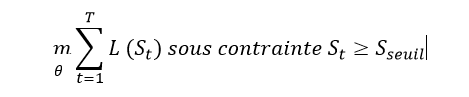 m
θ
T
∑
t=1
L (S_t) sous contrainte S_t ≥ S_seuil